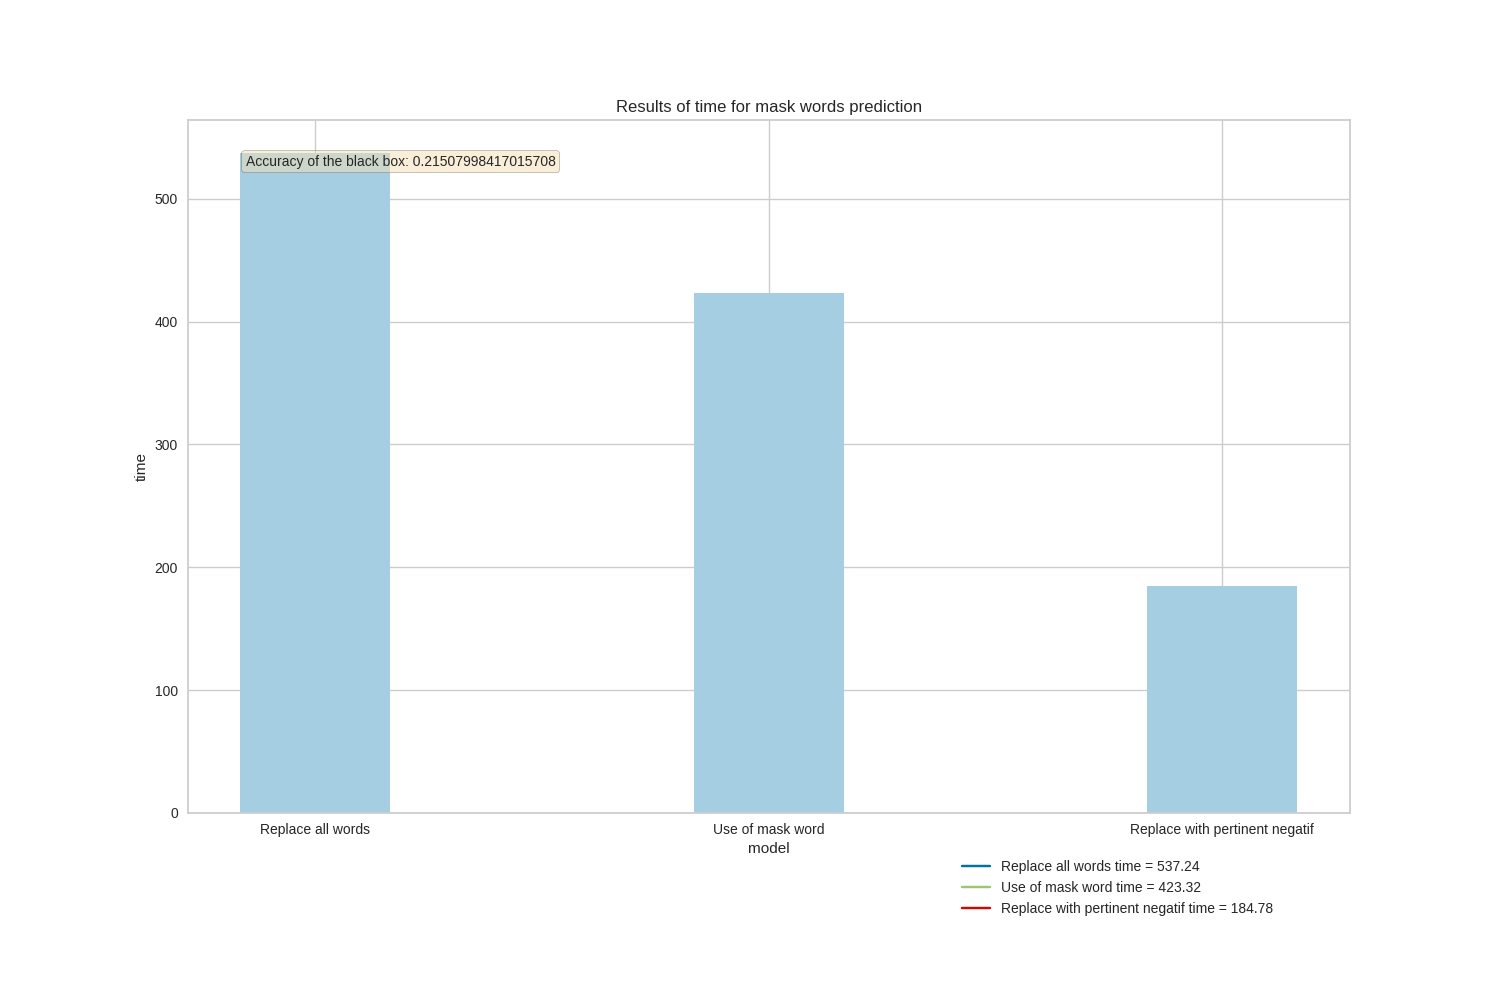 Results of time for mask words prediction
Accuracy of the black box: 0.21507998417015708
500
400
300
200
100
0
time
Replace all words
Use of mask word
Replace with pertinent negatif
model
Replace all words time = 537.24
Use of mask word time = 423.32
Replace with pertinent negatif time = 184.78